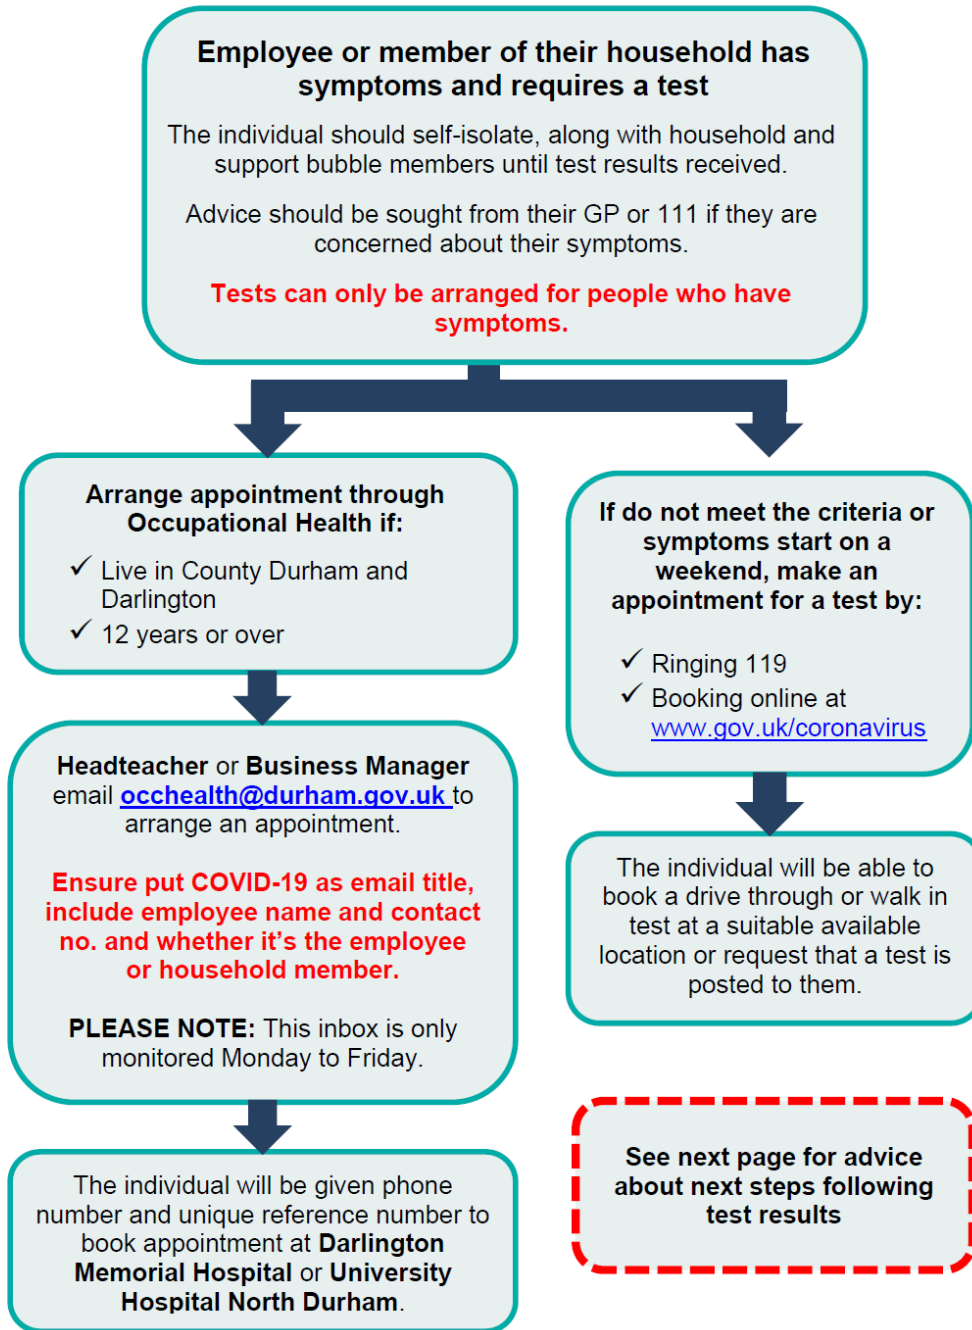 Employee or member of their household has
symptoms and requires a test
The individual should self-isolate, along with household and
support bubble members until test results received.
Advice should be sought from their GP or 111 if they are
concerned about their symptoms.
Tests can only be arranged for people who have
symptoms.
Arrange appointment through
Occupational Health if:
✓ Live in County Durham and
Darlington
✓ 12 years or over
Headteacher or Business Manager
email occhealth@durham.gov.uk to
arrange an appointment.
Ensure put COVID-19 as email title,
include employee name and contact
no. and whether it's the employee
or household member.
PLEASE NOTE: This inbox is only
monitored Monday to Friday.
The individual will be given phone
number and unique reference number to
book appointment at Darlington
Memorial Hospital or University
Hospital North Durham.
If do not meet the criteria or
symptoms start on a
weekend, make an
appointment for a test by:
✓ Ringing 119
✓ Booking online at
www.gov.uk/coronavirus
The individual will be able to
book a drive through or walk in
test at a suitable available
location or request that a test is
posted to them.
See next page for advice
about next steps following
test results